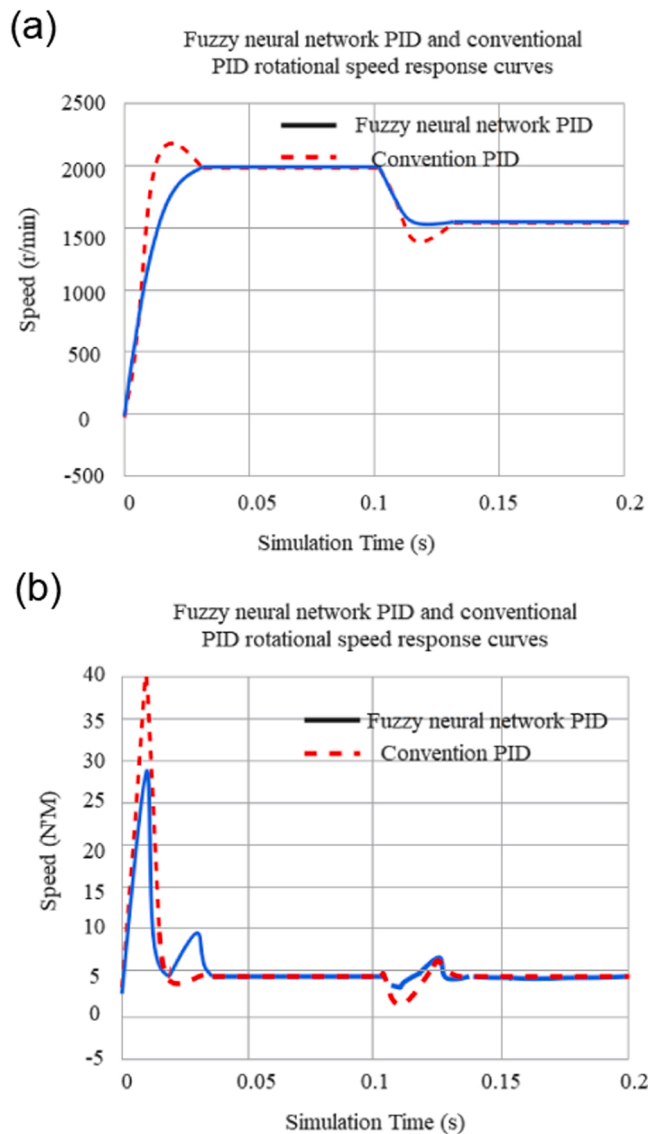 (a)
Fuzzy neural network PID and conventional
PID rotational speed response curves
2500
Fuzzy neural network PID
2000
Convention PID
1500
1000
500
0
-500
Speed (r/min)
0 0.05 0.1 0.15 0.2
Simulation Time (s)
(b)
Fuzzy neural network PID and conventional
PID rotational speed response curves
40
35
Fuzzy neural network PID
30
Convention PID
25
20
15
10
5
0
-5
Speed (N'M)
0 0.05 0.1 0.15 0.2
Simulation Time (s)